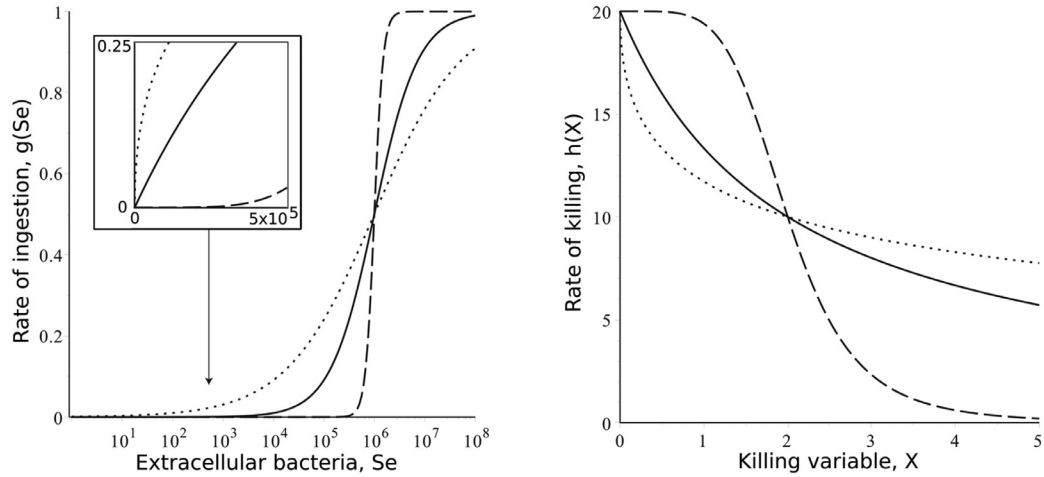 1
0.8
0.6
0.4
0.2
0
Rate of ingestion, g(Se)
0.25
0
0
5x10^5
10^1 10^2 10^3 10^4 10^5 10^6 10^7 10^8
Extracellular bacteria, Se
20
15
10
5
0
Rate of killing, h(X)
0 1 2 3 4 5
Killing variable, X